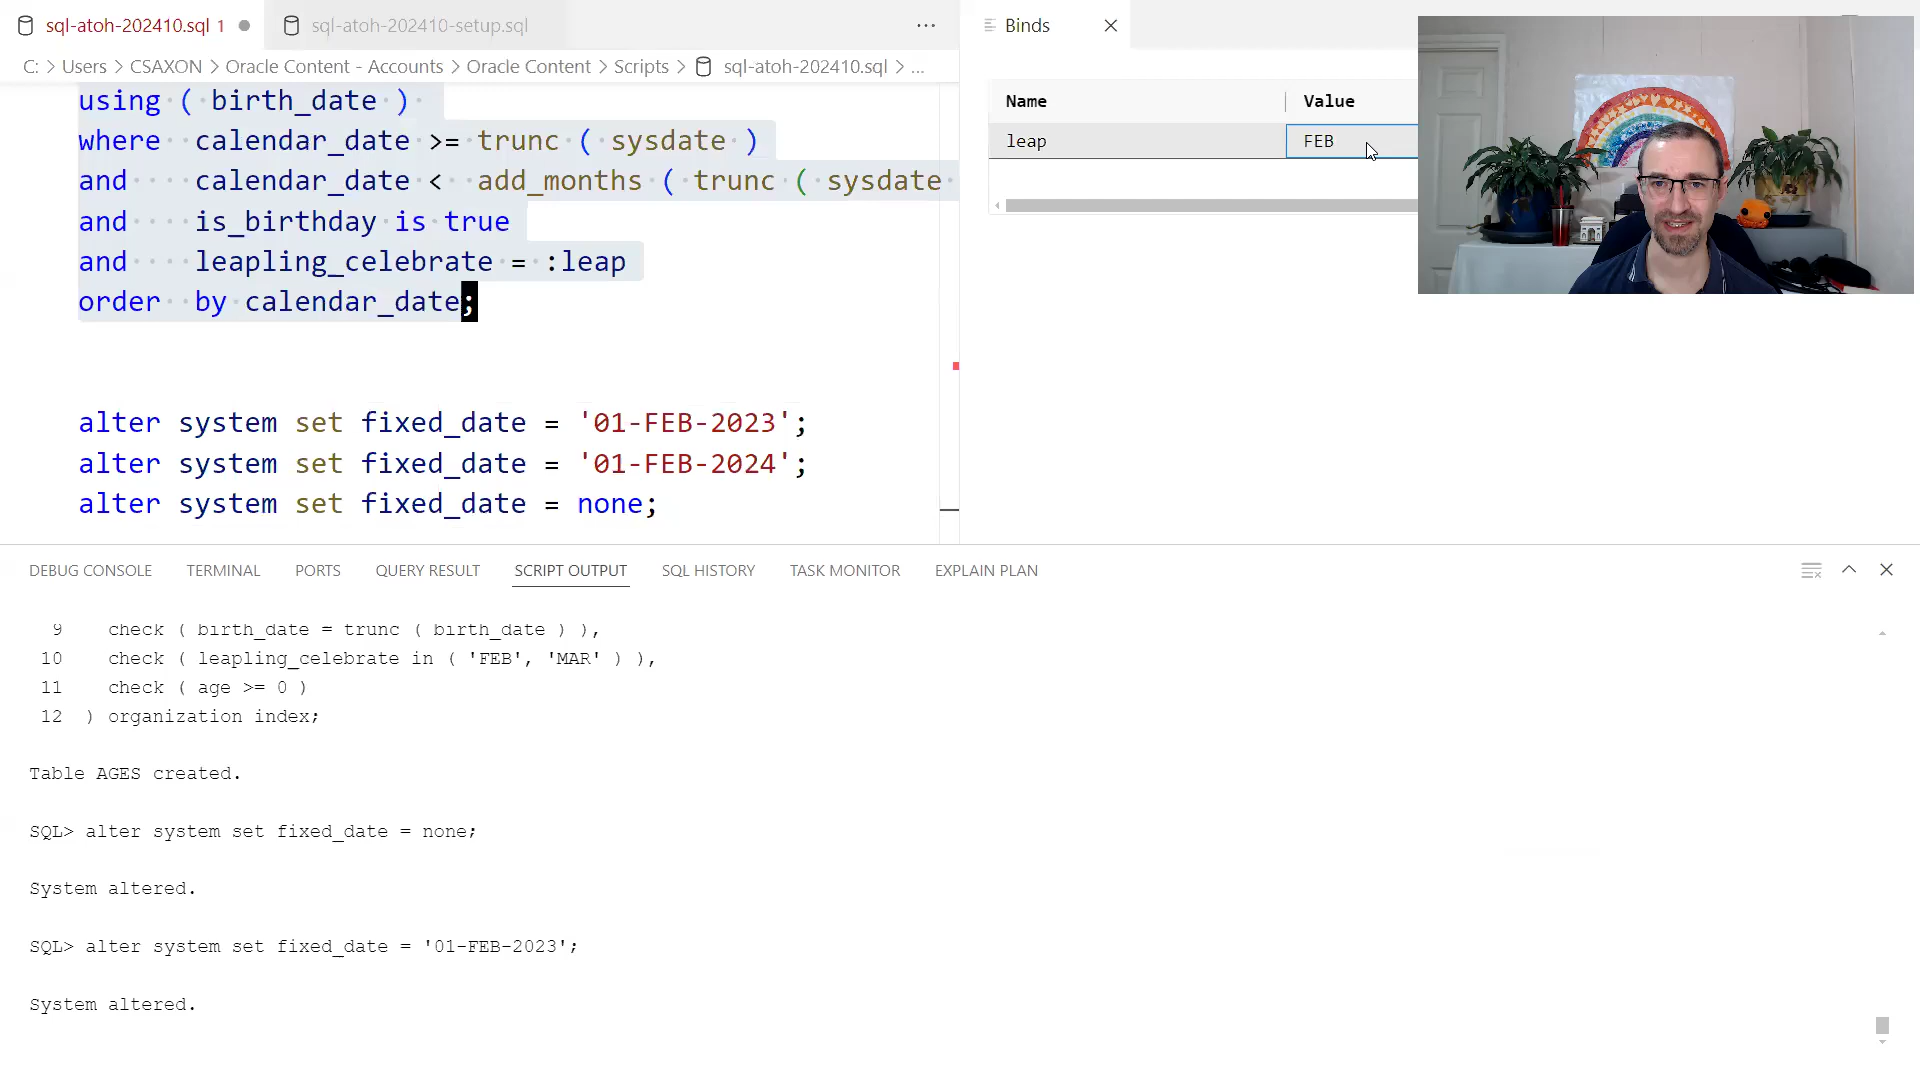 sql-atoh-202410.sql 1
sql-atoh-202410-setup.sql
C: > Users > CSAXON > Oracle Content - Accounts > Oracle Content > Scripts > sql-atoh-202410.sql > ...
using ( birth_date )
where calendar_date >= trunc ( sysdate )
and calendar_date < add_months ( trunc ( sysdate
and is_birthday is true
and leapling_celebrate = :leap
order by calendar_date;
alter system set fixed_date = '01-FEB-2023';
alter system set fixed_date = '01-FEB-2024';
alter system set fixed_date = none;
Binds
Name Value
leap FEB
DEBUG CONSOLE TERMINAL PORTS QUERY RESULT SCRIPT OUTPUT SQL HISTORY TASK MONITOR EXPLAIN PLAN
9 check ( birth_date = trunc ( birth_date ) ),
10 check ( leapling_celebrate in ( 'FEB', 'MAR' ) ),
11 check ( age >= 0 )
12 ) organization index;
Table AGES created.
SQL> alter system set fixed_date = none;
System altered.
SQL> alter system set fixed_date = '01-FEB-2023';
System altered.